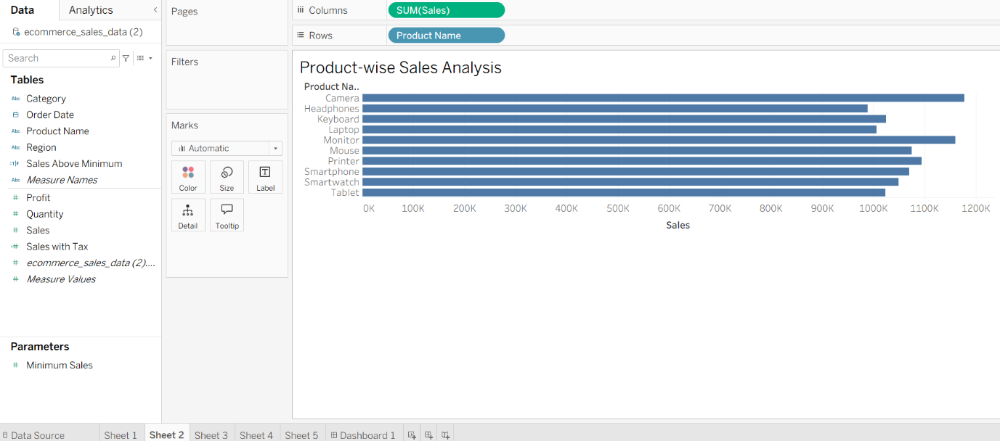 Data
Analytics
ecommerce_sales_data (2)
Search
Tables
Abc Category
Order Date
Abc Product Name
Abc Region
=T|F Sales Above Minimum
Abc Measure Names
# Profit
# Quantity
# Sales
=# Sales with Tax
# ecommerce_sales_data (2)....
# Measure Values
Parameters
# Minimum Sales
Pages
Filters
Marks
Automatic
Color
Size
Label
Detail
Tooltip
Columns
SUM(Sales)
Rows
Product Name
Product-wise Sales Analysis
Product Na..
Camera
Headphones
Keyboard
Laptop
Monitor
Mouse
Printer
Smartphone
Smartwatch
Tablet
0K 100K 200K 300K 400K 500K 600K 700K 800K 900K 1000K 1100K 1200K
Sales
Data Source
Sheet 1
Sheet 2
Sheet 3
Sheet 4
Sheet 5
Dashboard 1